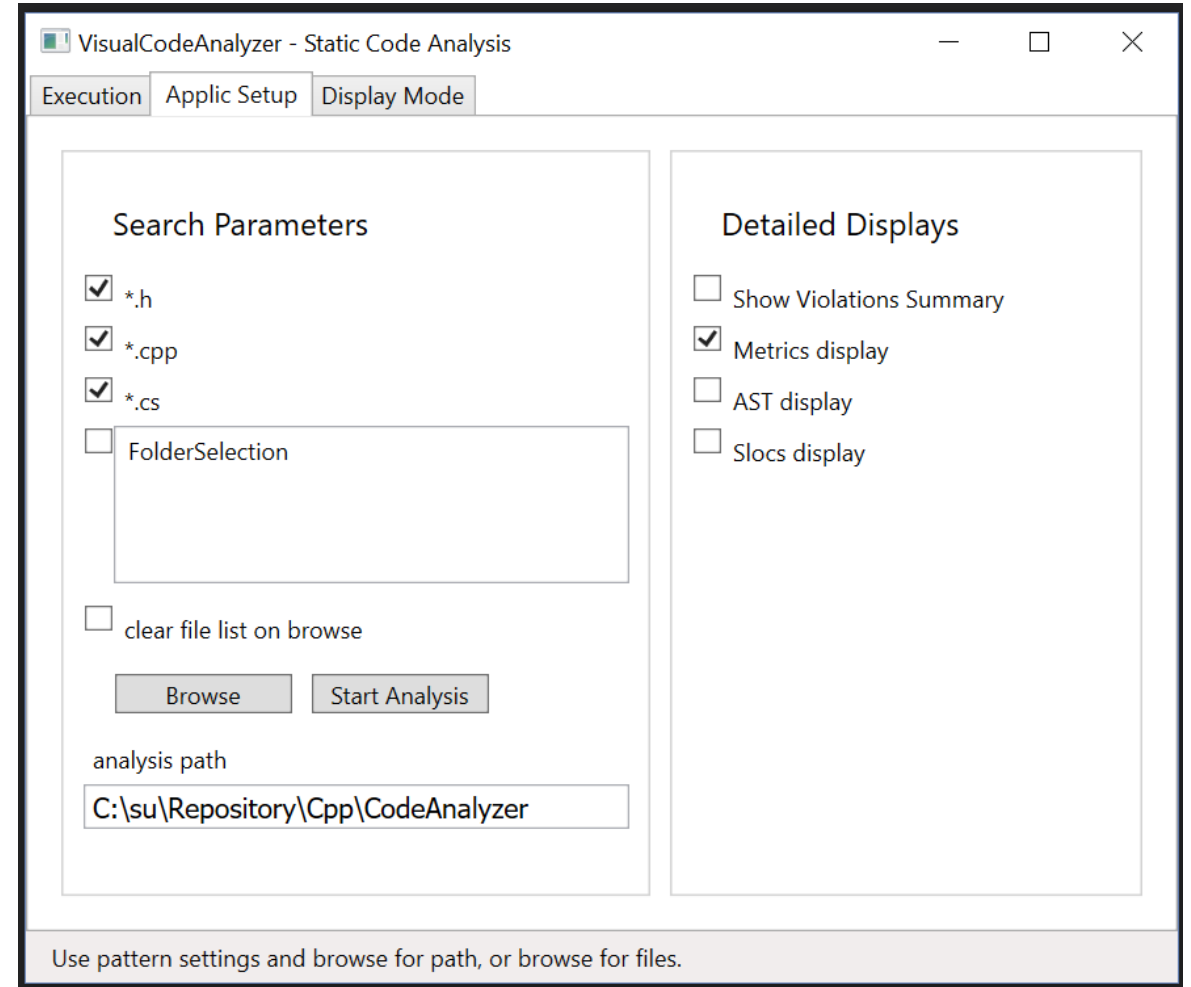 VisualCodeAnalyzer - Static Code Analysis
Execution Applic Setup Display Mode
Search Parameters
*.h
*.cpp
*.cs
FolderSelection
clear file list on browse
Browse Start Analysis
analysis path
C:\su\Repository\Cpp\CodeAnalyzer
Detailed Displays
Show Violations Summary
Metrics display
AST display
Slocs display
Use pattern settings and browse for path, or browse for files.